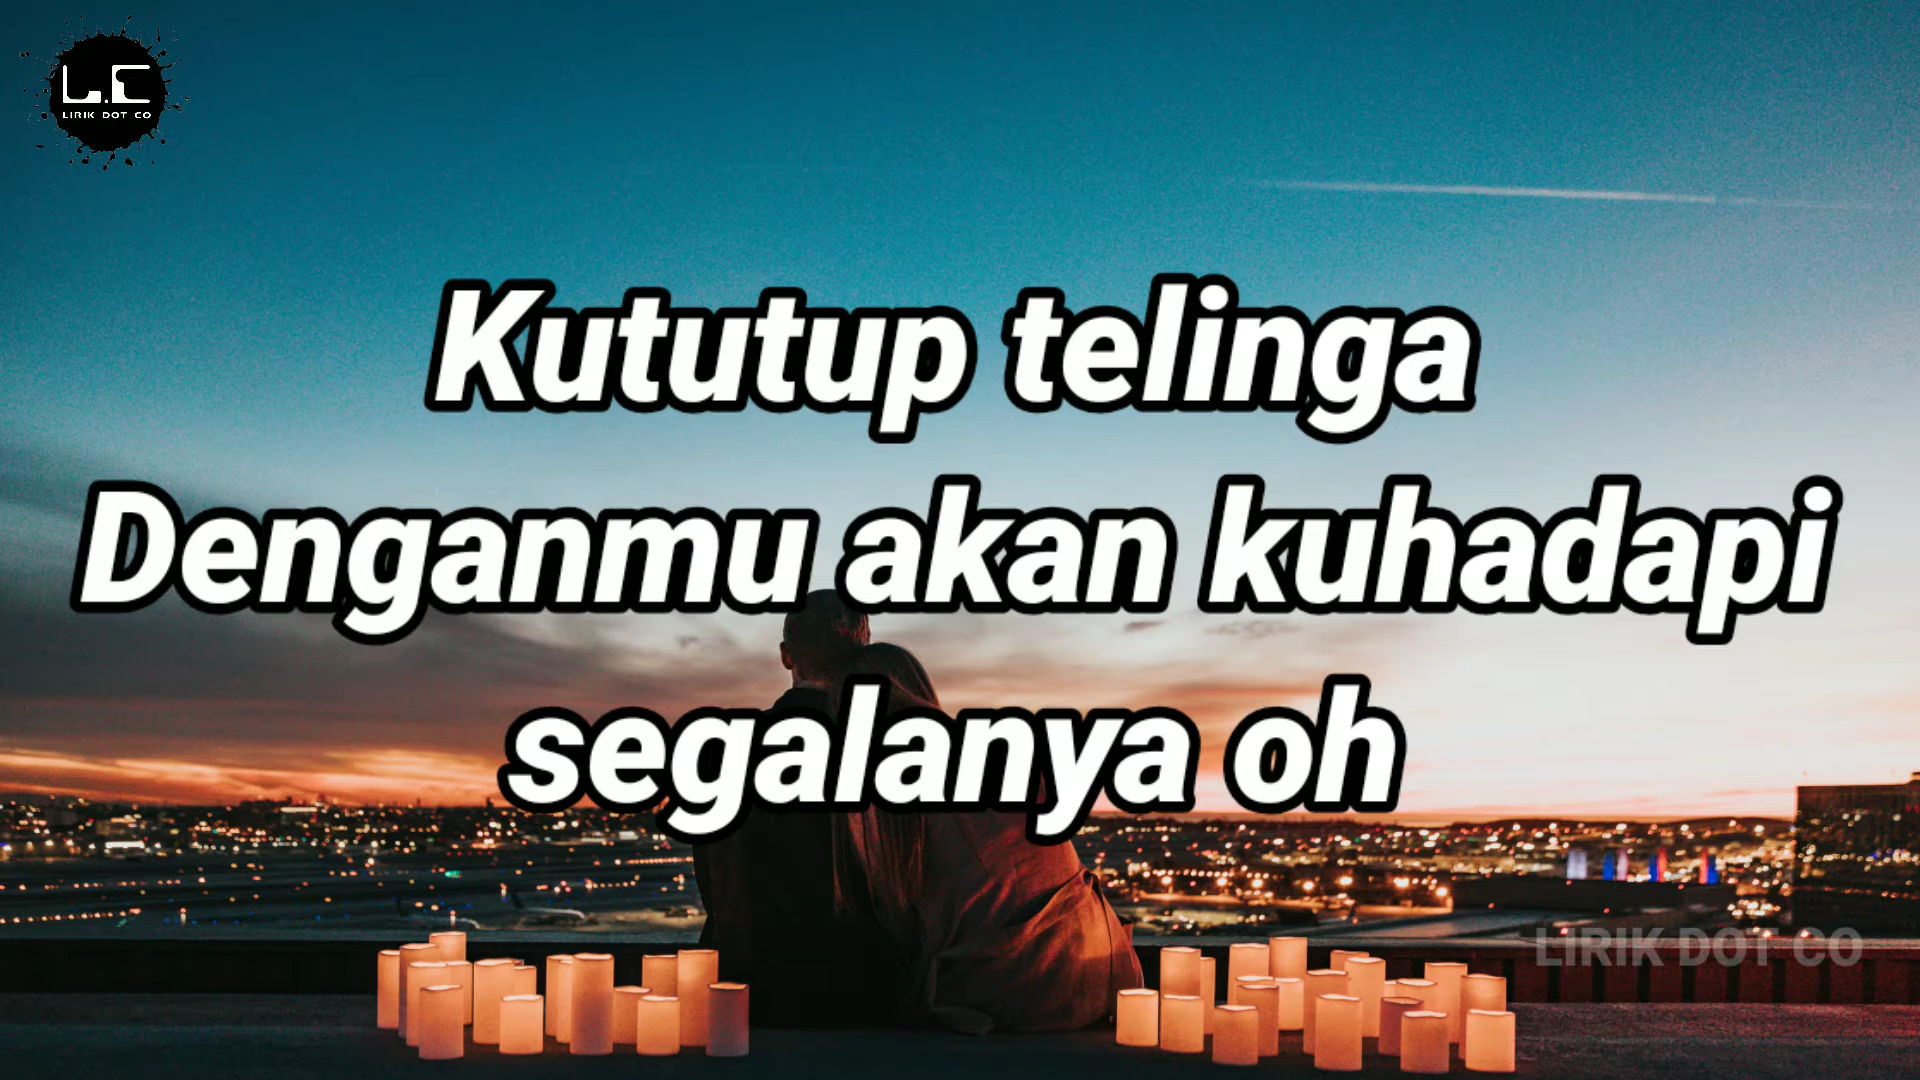 L.C
LIRIK DOT CO
Kututup telinga
Denganmu akan kuhadapi
segalanya oh
LIRIK DOT CO